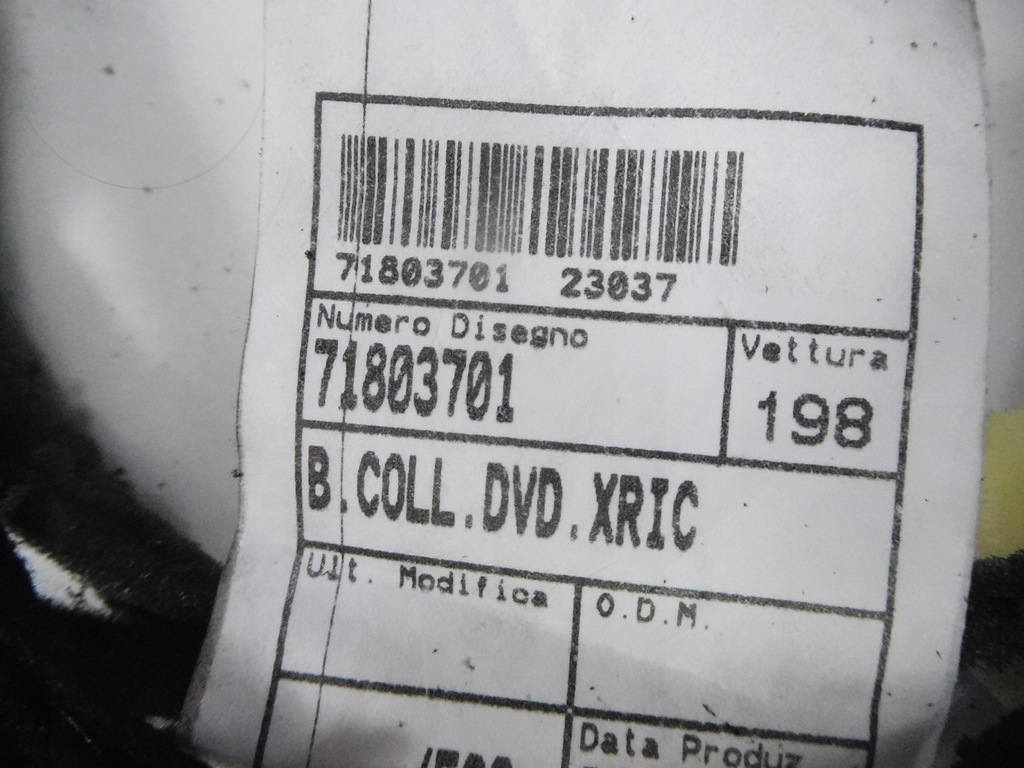 71803701 23037
Numero Disegno
71803701
Vettura
198
B.COLL.DVD.XRIC
Ult. Modifica
O.D.M.
Data Produz